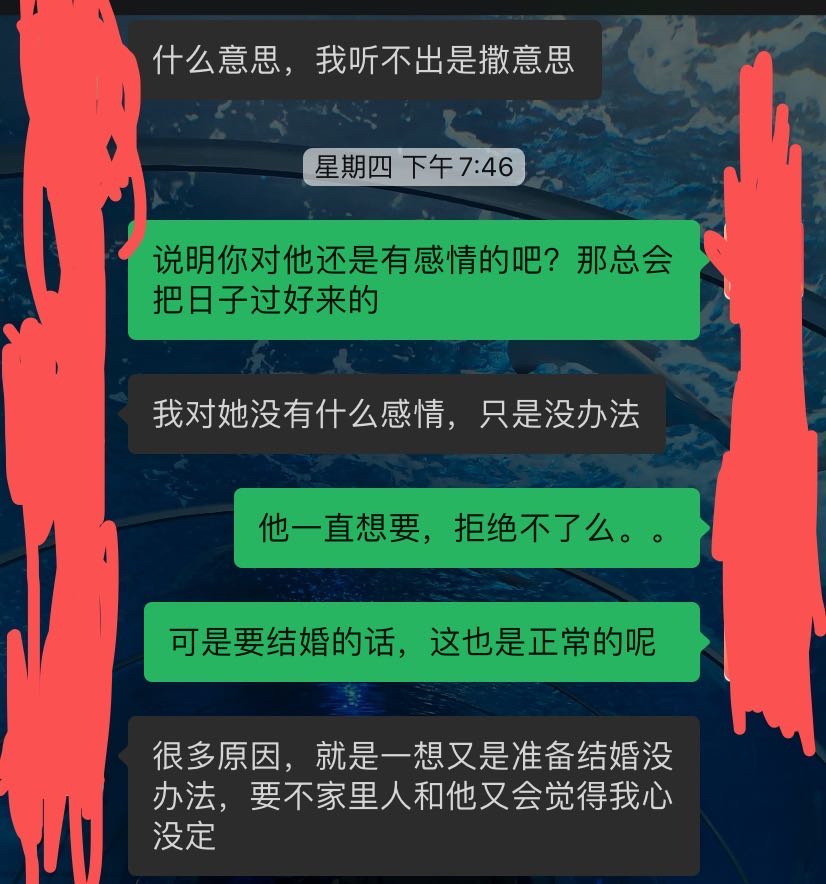 什么意思，我听不出是撒意思
星期四 下午7:46
说明你对他还是有感情的吧？那总会
把日子过好来的
我对她没有什么感情，只是没办法
他一直想要，拒绝不了么。。
可是要结婚的话，这也是正常的呢
很多原因，就是一想又是准备结婚没
办法，要不家里人和他又会觉得我心
没定